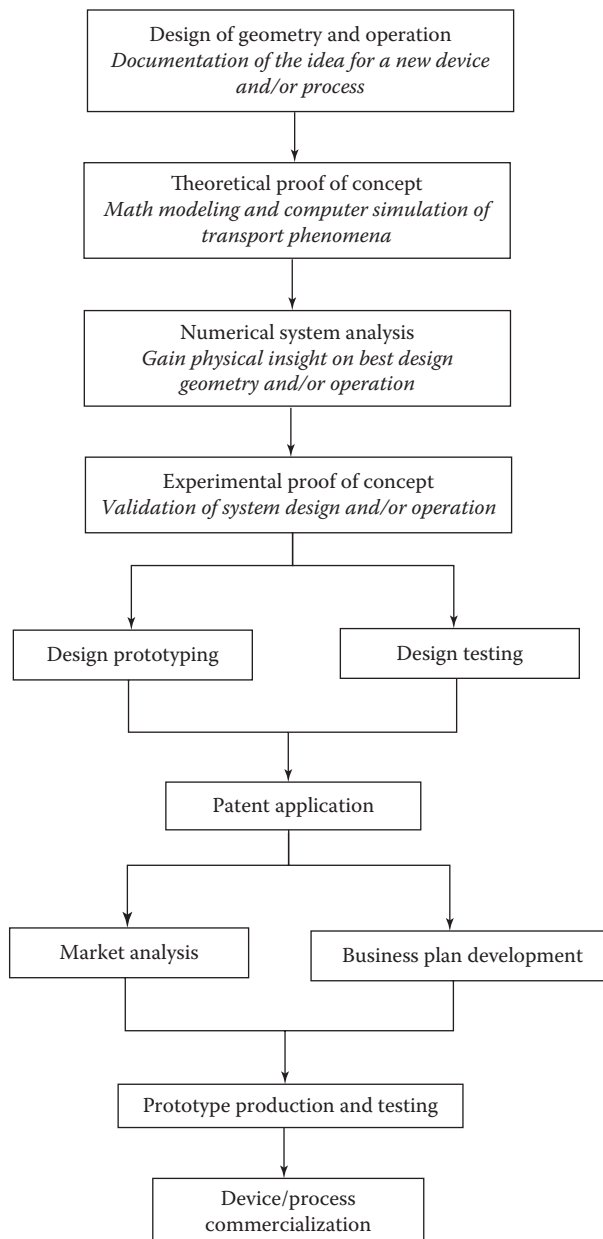 Design of geometry and operation
Documentation of the idea for a new device
and/or process
Theoretical proof of concept
Math modeling and computer simulation of
transport phenomena
Numerical system analysis
Gain physical insight on best design
geometry and/or operation
Experimental proof of concept
Validation of system design and/or operation
Design prototyping
Design testing
Patent application
Market analysis
Business plan development
Prototype production and testing
Device/process
commercialization